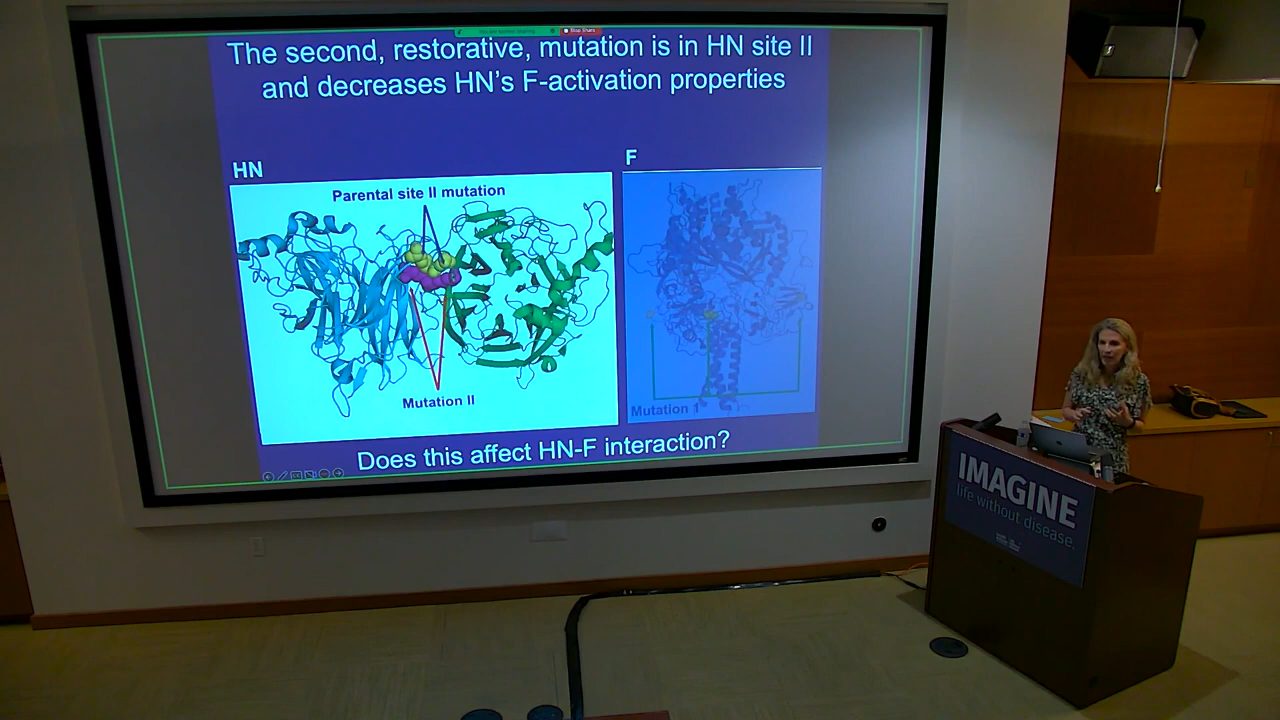 The second, restorative, mutation is in HN site II
and decreases HN's F-activation properties
HN
F
Parental site II mutation
Mutation II
Mutation 1
Does this affect HN-F interaction?
IMAGINE
life without disease.